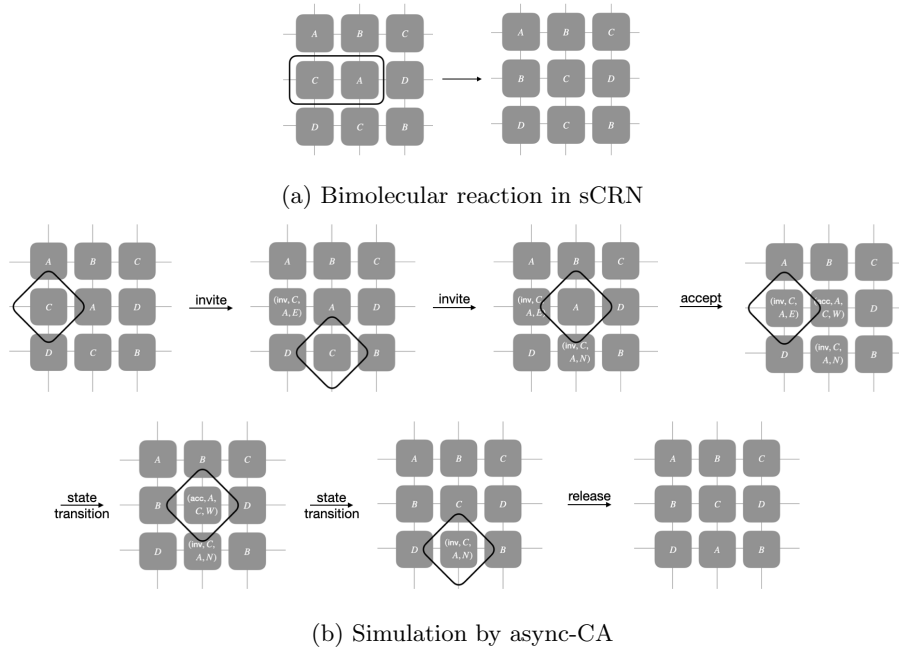 A B C
C A D
D C B
A B C
B C D
D C B
(a) Bimolecular reaction in sCRN
A B C
C A D
D C B
invite
A B C
(inv, C,
A, E)
A D
D C B
invite
A B C
(inv, C
A, E)
A D
D
(inv, C,
A, N)
B
accept
A B C
(inv, C,
A, E)
(acc, A,
C, W)
D
D
(inv, C,
A, N)
B
state
transition
A B C
B
(acc, A,
C, W)
D
D
(inv, C,
A, N)
B
state
transition
A B C
B C D
D
(inv, C,
A, N)
B
release
A B C
B C D
D A B
(b) Simulation by async-CA